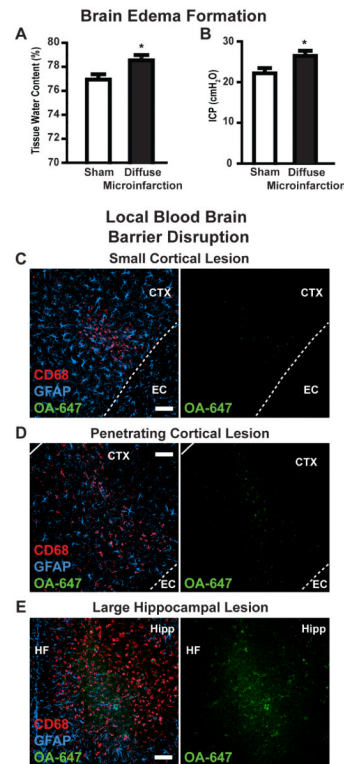 Brain Edema Formation
A
B
Tissue Water Content (%)
80
78
76
74
72
70
*
Sham
Diffuse
Microinfarction
ICP (cmH2O)
30
20
10
0
*
Sham
Diffuse
Microinfarction
Local Blood Brain
Barrier Disruption
C
Small Cortical Lesion
CTX
CD68
GFAP
OA-647
EC
CTX
OA-647
EC
D
Penetrating Cortical Lesion
CTX
CD68
GFAP
OA-647
EC
CTX
OA-647
EC
E
Large Hippocampal Lesion
Hipp
HF
CD68
GFAP
OA-647
Hipp
HF
OA-647